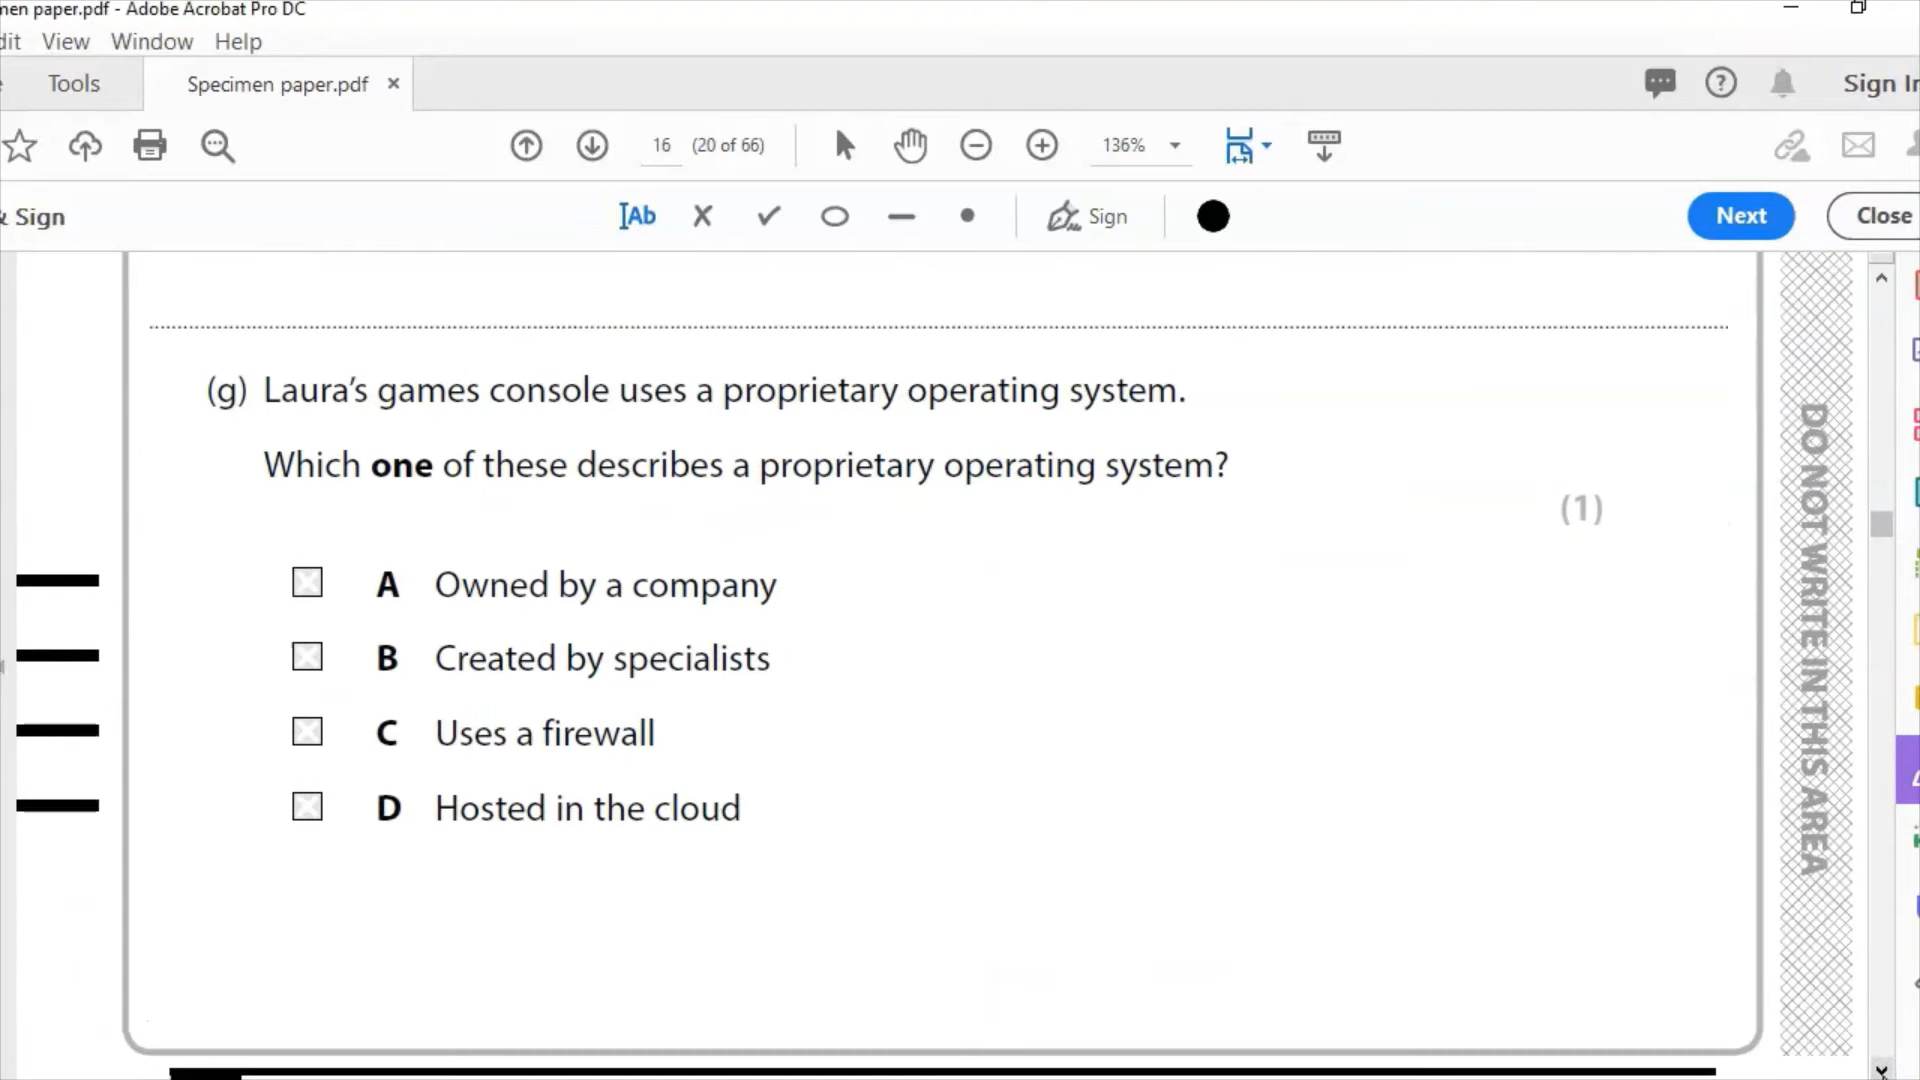 men paper.pdf - Adobe Acrobat Pro DC
dit View Window Help
Tools Specimen paper.pdf × Sign In
16 (20 of 66) 136%
& Sign Ab Sign Next Close
(g) Laura's games console uses a proprietary operating system.
Which one of these describes a proprietary operating system?
(1)
A Owned by a company
B Created by specialists
C Uses a firewall
D Hosted in the cloud
DO NOT WRITE IN THIS AREA